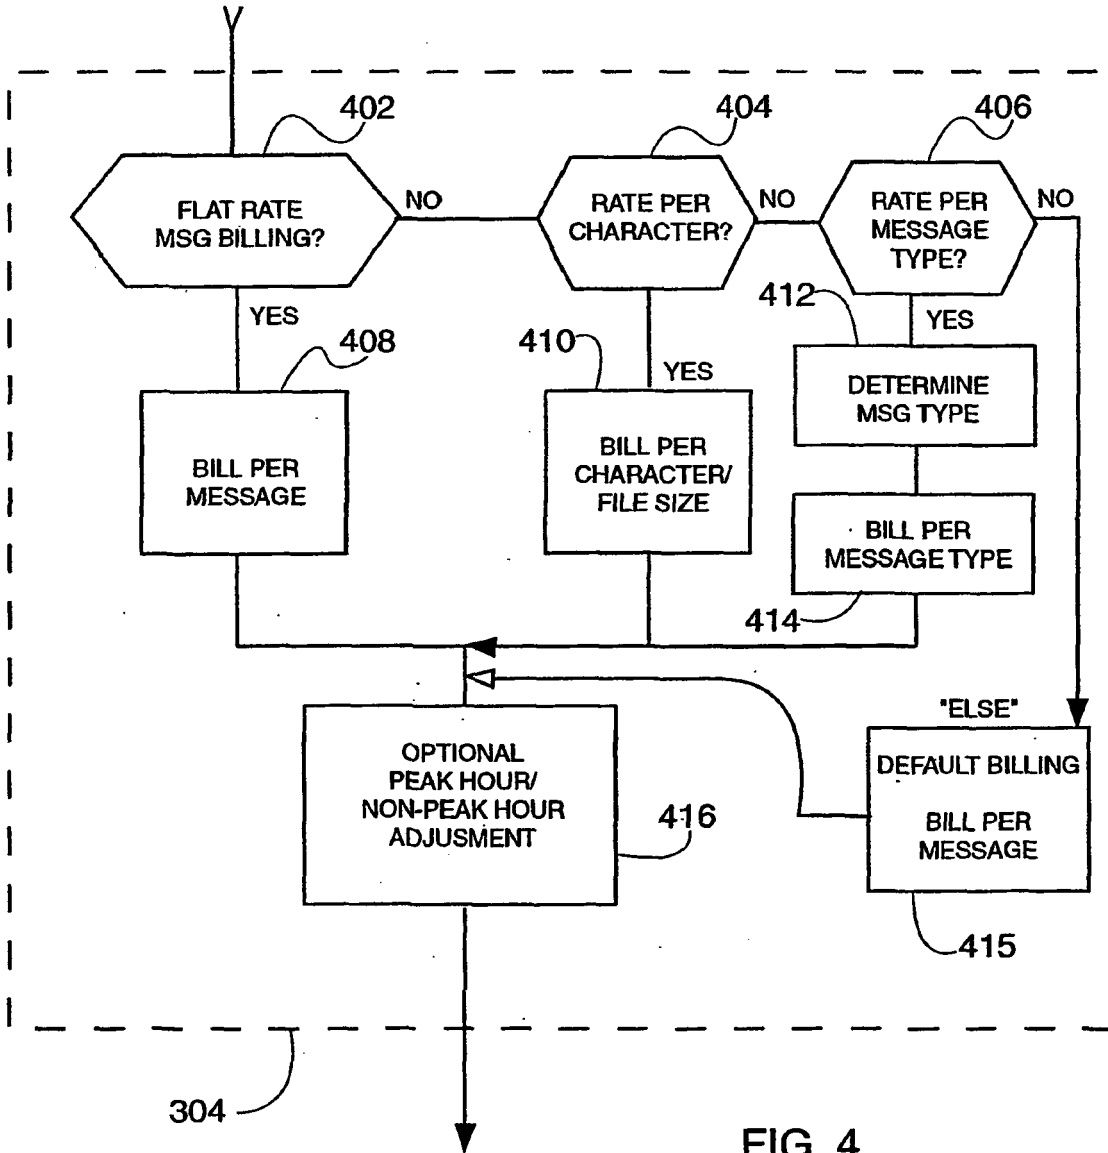 402
404
406
FLAT RATE
MSG BILLING?
NO
RATE PER
CHARACTER?
NO
RATE PER
MESSAGE
TYPE?
NO
YES
408
410
YES
412
YES
BILL PER
MESSAGE
BILL PER
CHARACTER/
FILE SIZE
DETERMINE
MSG TYPE
BILL PER
MESSAGE TYPE
414
"ELSE"
OPTIONAL
PEAK HOUR/
NON-PEAK HOUR
ADJUSMENT
416
DEFAULT BILLING
BILL PER
MESSAGE
415
304
FIG. 4